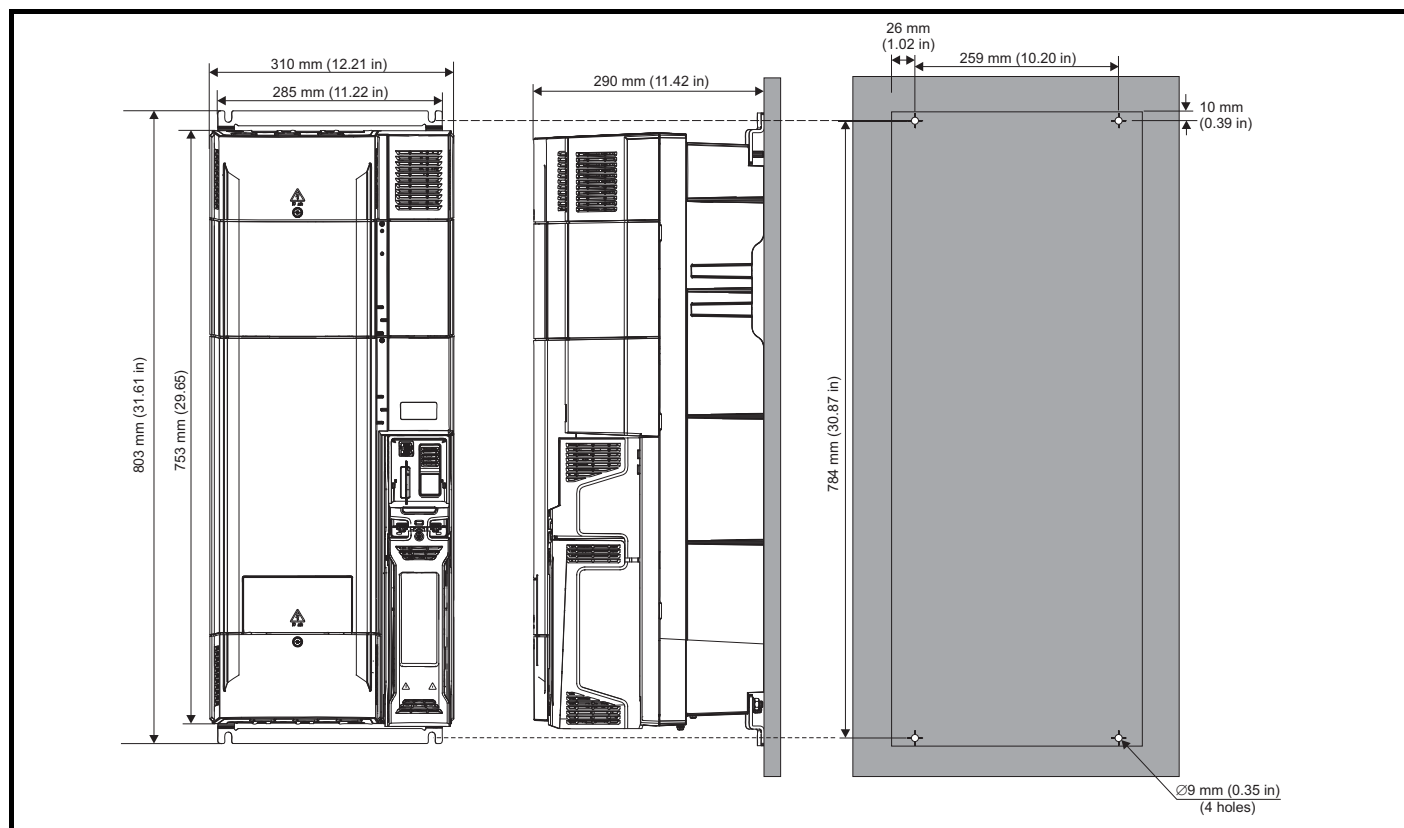 310 mm (12.21 in)
285 mm (11.22 in)
803 mm (31.61 in)
753 mm (29.65)
290 mm (11.42 in)
26 mm
(1.02 in)
259 mm (10.20 in)
10 mm
(0.39 in)
784 mm (30.87 in)
∅9 mm (0.35 in)
(4 holes)